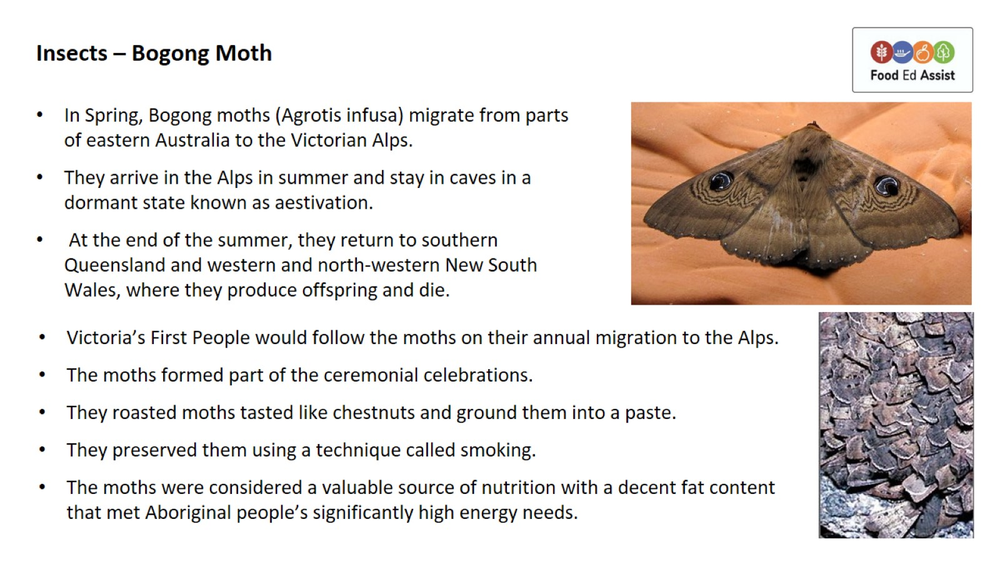 Insects – Bogong Moth
Food Ed Assist
• In Spring, Bogong moths (Agrotis infusa) migrate from parts
of eastern Australia to the Victorian Alps.
• They arrive in the Alps in summer and stay in caves in a
dormant state known as aestivation.
• At the end of the summer, they return to southern
Queensland and western and north-western New South
Wales, where they produce offspring and die.
• Victoria’s First People would follow the moths on their annual migration to the Alps.
• The moths formed part of the ceremonial celebrations.
• They roasted moths tasted like chestnuts and ground them into a paste.
• They preserved them using a technique called smoking.
• The moths were considered a valuable source of nutrition with a decent fat content
that met Aboriginal people’s significantly high energy needs.